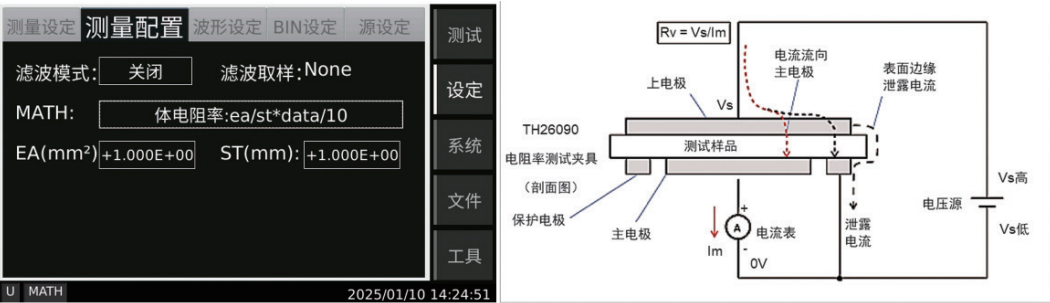 测量设定 测量配置 波形设定 BIN设定 源设定
测试
滤波模式: 关闭 滤波取样:None
设定
MATH: 体电阻率:ea/st*data/10
EA(mm²) +1.000E+00 ST(mm): +1.000E+00
系统
文件
工具
U MATH 2025/01/10 14:24:51
Rv = Vs/Im
电流流向
主电极
上电极
表面边缘
泄露电流
Vs
TH26090
测试样品
电阻率测试夹具
(剖面图)
Vs高
保护电极
主电极
+
A
-
电流表
泄露
电流
电压源
Vs低
Im
0V